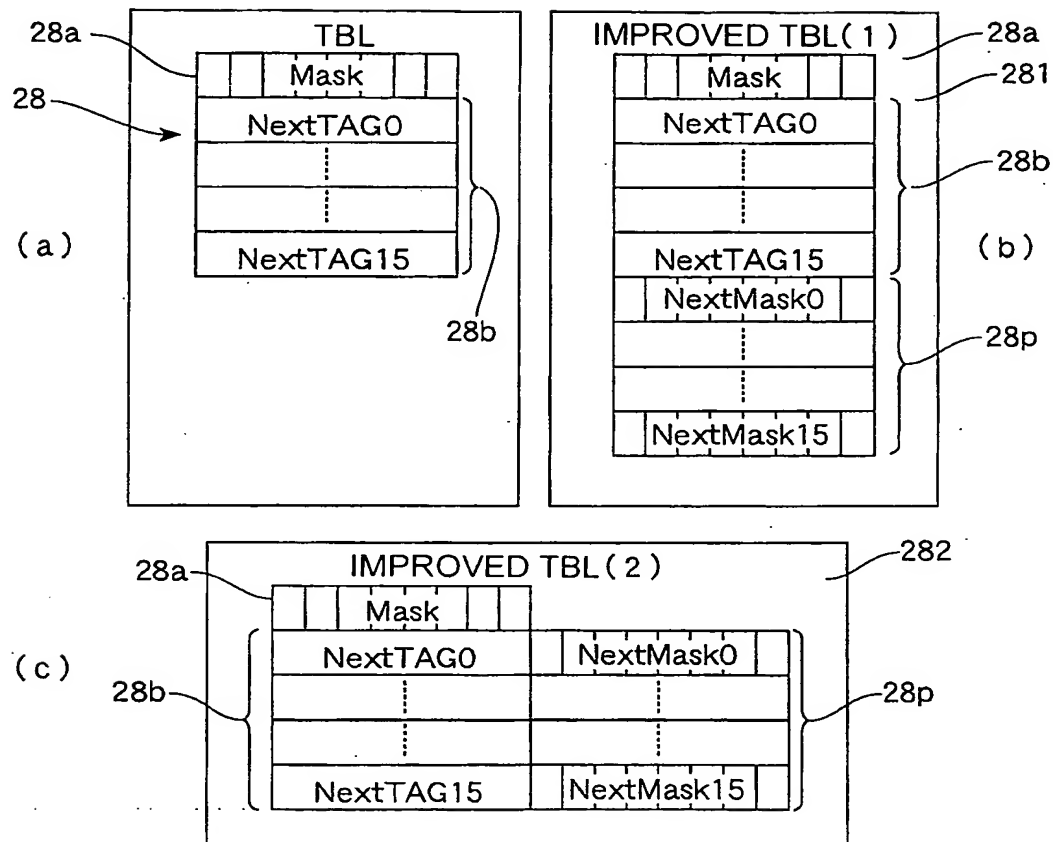 TBL
28a
Mask
28
NextTAG0
(a)
NextTAG15
28b
IMPROVED TBL(1)
28a
Mask
281
NextTAG0
28b
NextTAG15
(b)
NextMask0
28p
NextMask15
IMPROVED TBL(2)
282
28a
Mask
(c)
NextTAG0
NextMask0
28b
28p
NextTAG15
NextMask15